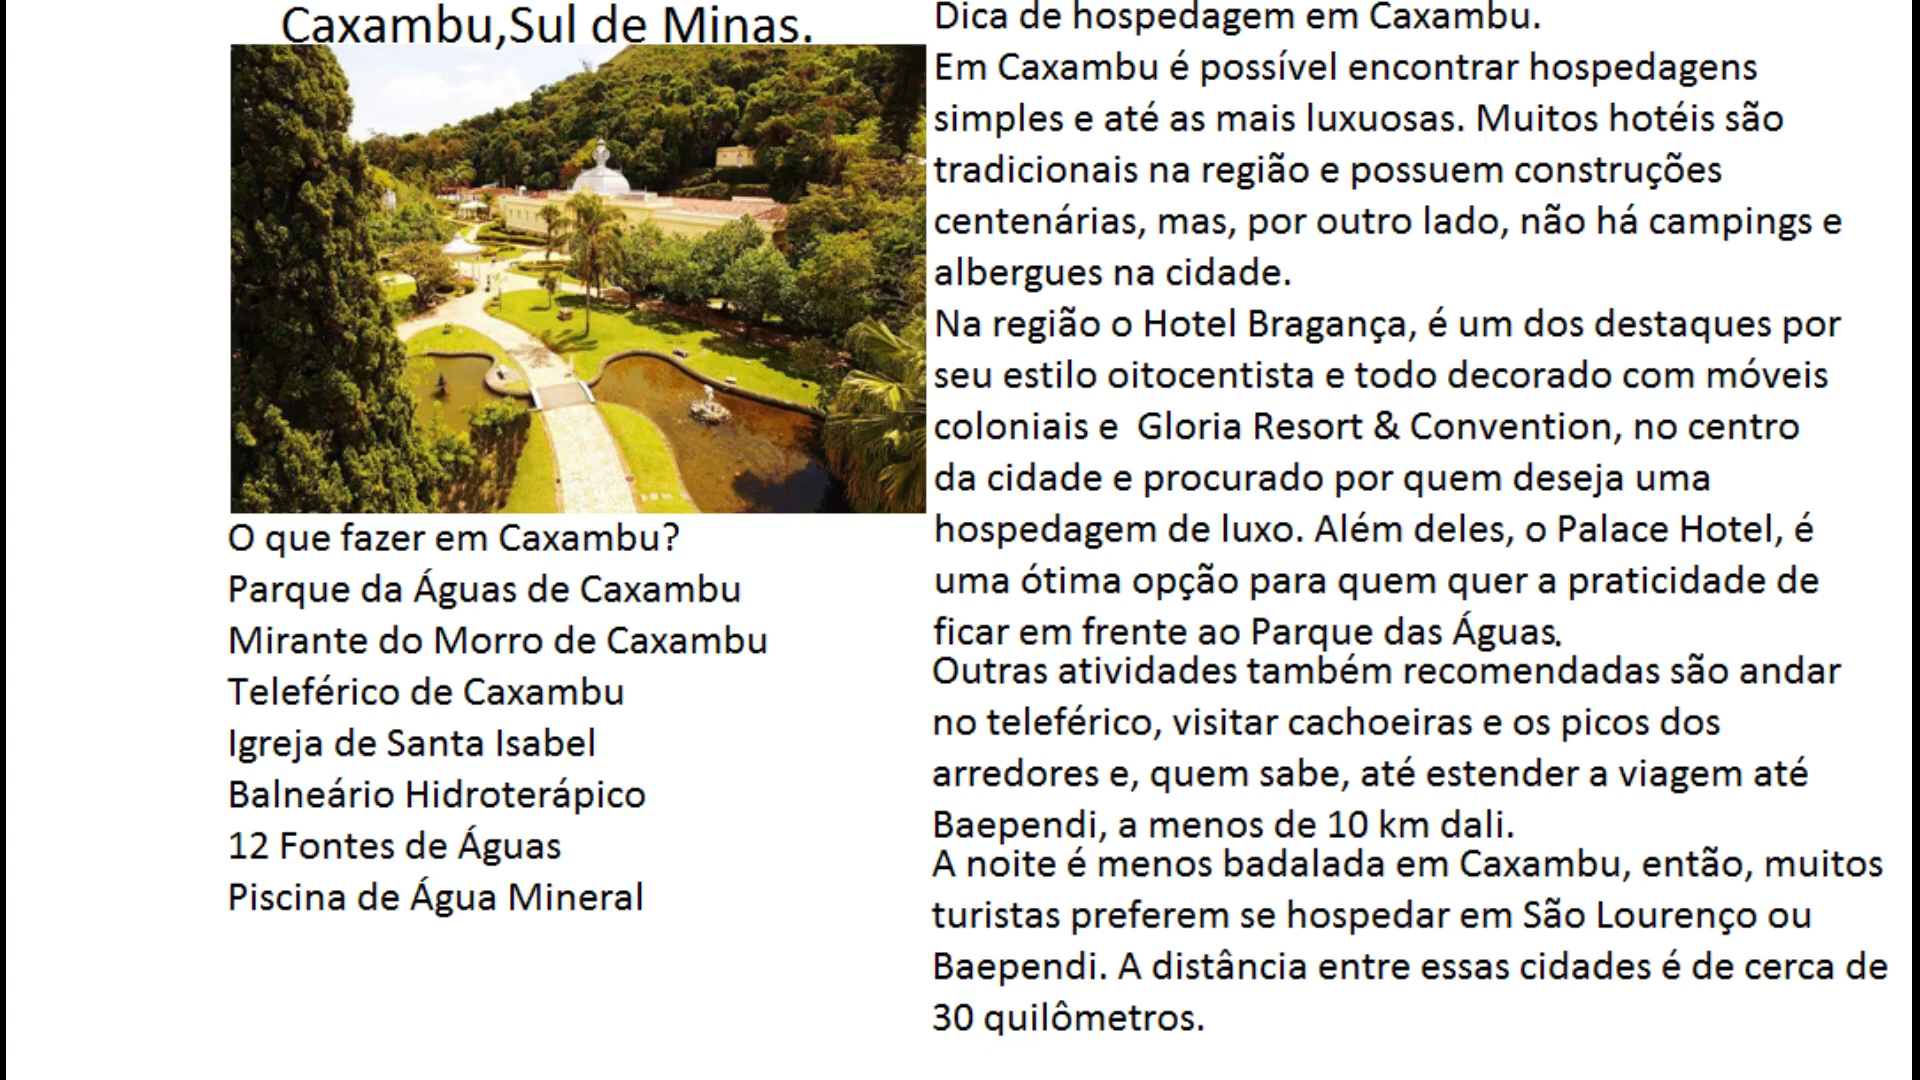 Caxambu,Sul de Minas.
O que fazer em Caxambu?
Parque da Águas de Caxambu
Mirante do Morro de Caxambu
Teleférico de Caxambu
Igreja de Santa Isabel
Balneário Hidroterápico
12 Fontes de Águas
Piscina de Água Mineral
Dica de hospedagem em Caxambu.
Em Caxambu é possível encontrar hospedagens
simples e até as mais luxuosas. Muitos hotéis são
tradicionais na região e possuem construções
centenárias, mas, por outro lado, não há campings e
albergues na cidade.
Na região o Hotel Bragança, é um dos destaques por
seu estilo oitocentista e todo decorado com móveis
coloniais e  Gloria Resort & Convention, no centro
da cidade e procurado por quem deseja uma
hospedagem de luxo. Além deles, o Palace Hotel, é
uma ótima opção para quem quer a praticidade de
ficar em frente ao Parque das Águas.
Outras atividades também recomendadas são andar
no teleférico, visitar cachoeiras e os picos dos
arredores e, quem sabe, até estender a viagem até
Baependi, a menos de 10 km dali.
A noite é menos badalada em Caxambu, então, muitos
turistas preferem se hospedar em São Lourenço ou
Baependi. A distância entre essas cidades é de cerca de
30 quilômetros.